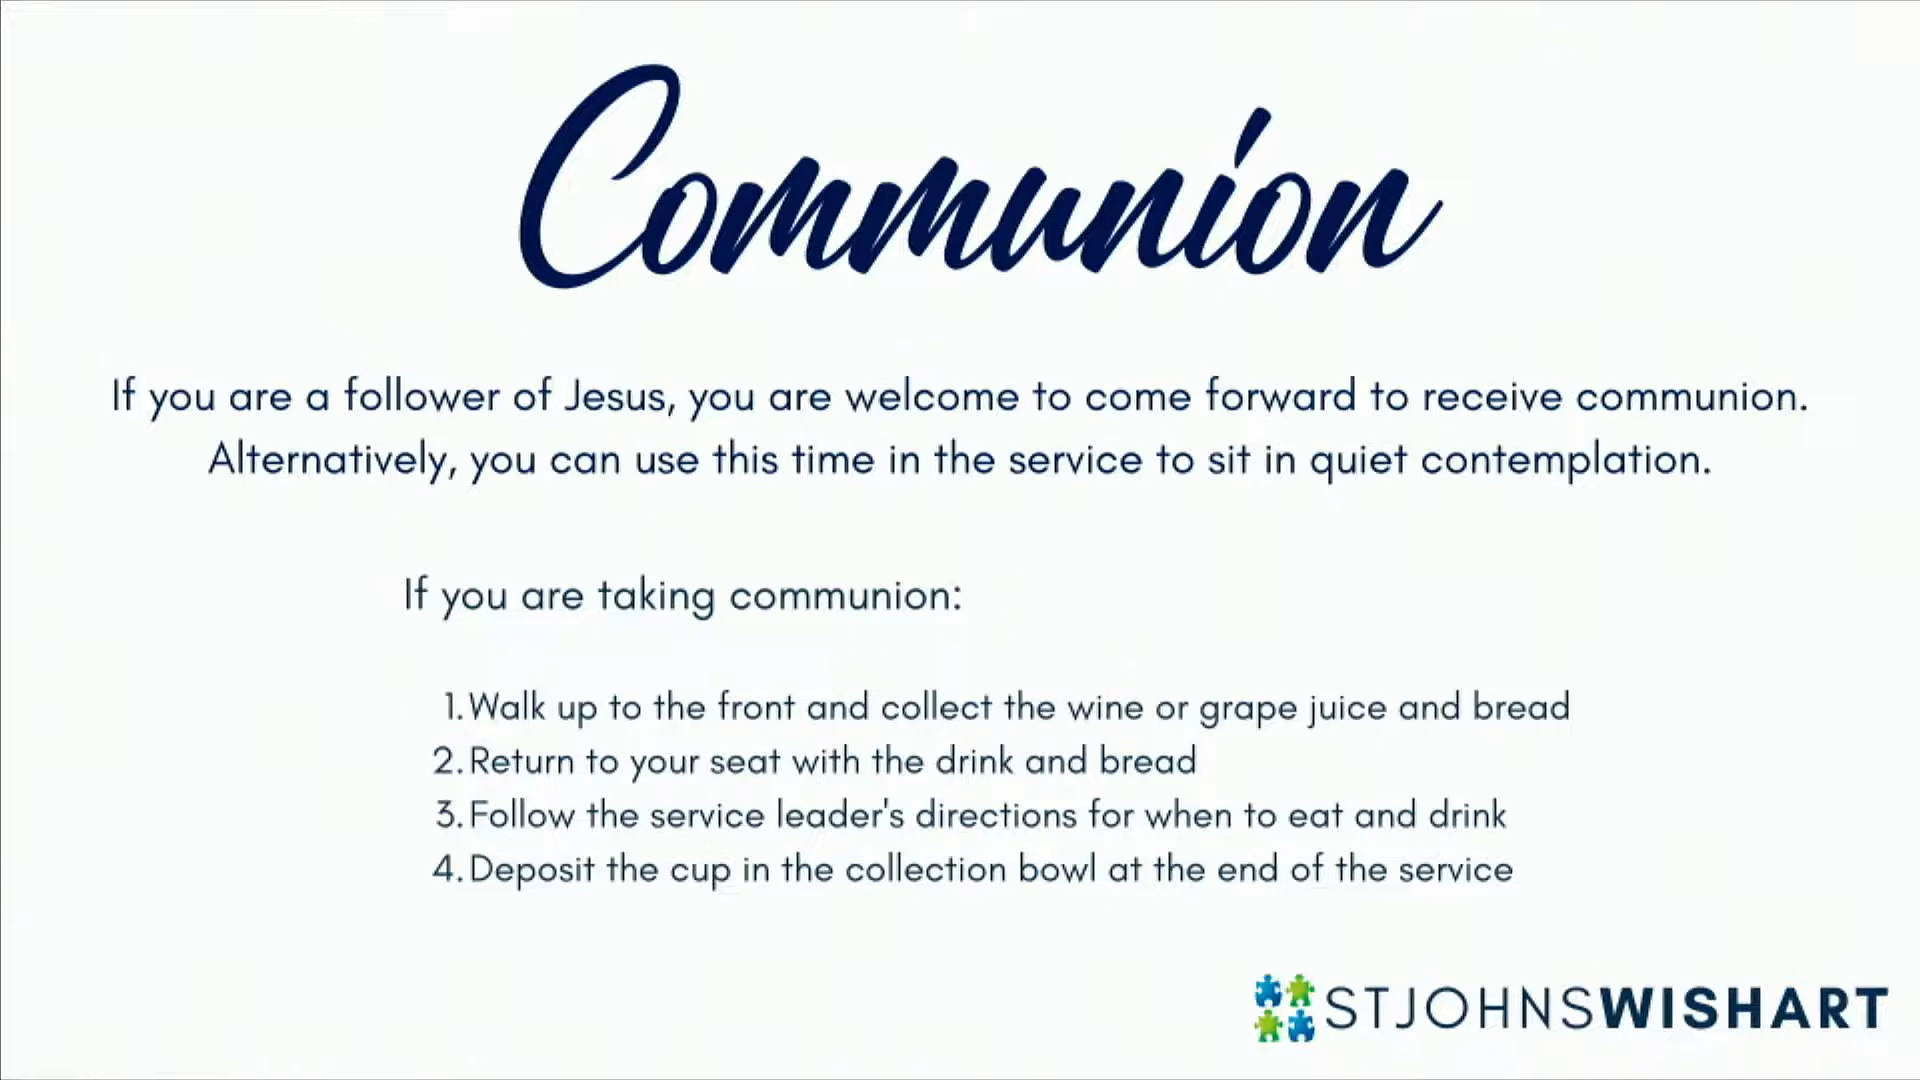 Communion
If you are a follower of Jesus, you are welcome to come forward to receive communion.
Alternatively, you can use this time in the service to sit in quiet contemplation.
If you are taking communion:
1. Walk up to the front and collect the wine or grape juice and bread
2. Return to your seat with the drink and bread
3. Follow the service leader's directions for when to eat and drink
4. Deposit the cup in the collection bowl at the end of the service
STJOHNSWISHART